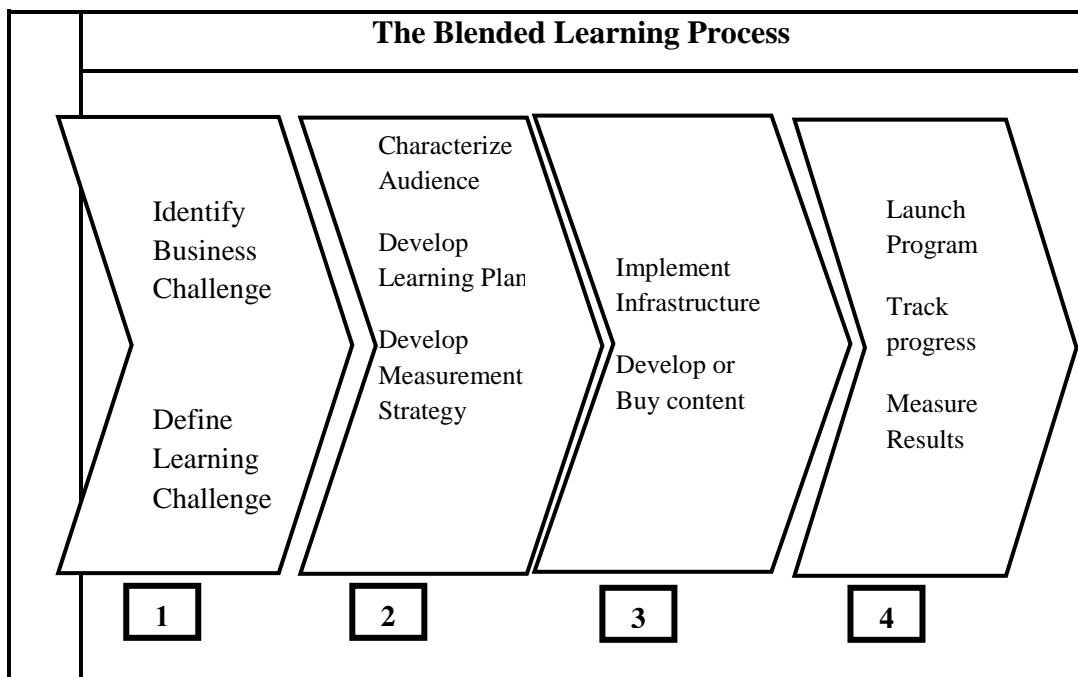 The Blended Learning Process
Identify
Business
Challenge
Define
Learning
Challenge
Characterize
Audience
Develop
Learning Plan
Develop
Measurement
Strategy
Implement
Infrastructure
Develop or
Buy content
Launch
Program
Track
progress
Measure
Results
1
2
3
4